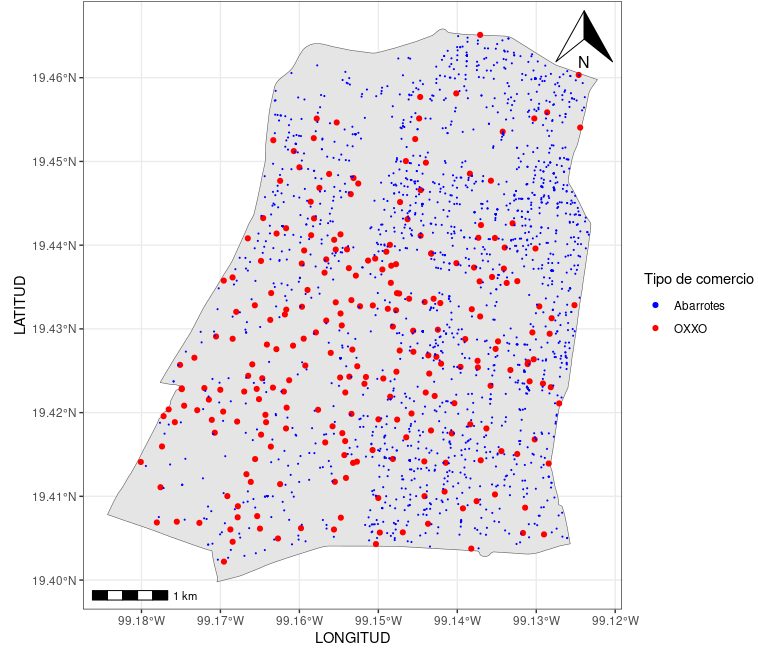 N
19.46°N
19.45°N
19.44°N
19.43°N
19.42°N
19.41°N
19.40°N
LATITUD
1 km
99.18°W 99.17°W 99.16°W 99.15°W 99.14°W 99.13°W 99.12°W
LONGITUD
Tipo de comercio
Abarrotes
OXXO